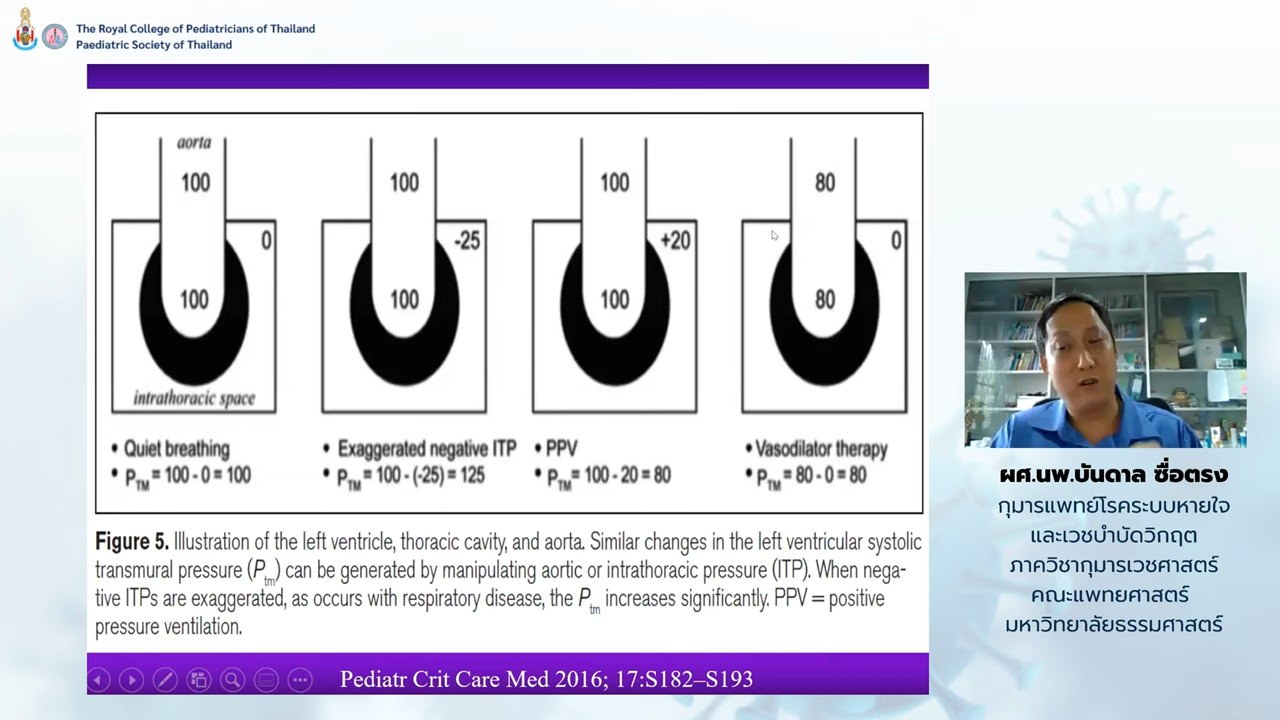 The Royal College of Pediatricians of Thailand
Paediatric Society of Thailand
aorta
100
100
0
intrathoracic space
• Quiet breathing
• PTM = 100 - 0 = 100
100
100
-25
• Exaggerated negative ITP
• PTM = 100 - (-25) = 125
100
100
+20
• PPV
• PTM = 100 - 20 = 80
80
80
0
• Vasodilator therapy
• PTM = 80 - 0 = 80
Figure 5. Illustration of the left ventricle, thoracic cavity, and aorta. Similar changes in the left ventricular systolic
transmural pressure (Ptm) can be generated by manipulating aortic or intrathoracic pressure (ITP). When nega-
tive ITPs are exaggerated, as occurs with respiratory disease, the Ptm increases significantly. PPV = positive
pressure ventilation.
Pediatr Crit Care Med 2016; 17:S182–S193
ผศ.นพ.บันดาล ซื่อตรง
กุมารแพทย์โรคระบบหายใจ
และเวชบำบัดวิกฤต
ภาควิชากุมารเวชศาสตร์
คณะแพทยศาสตร์
มหาวิทยาลัยธรรมศาสตร์